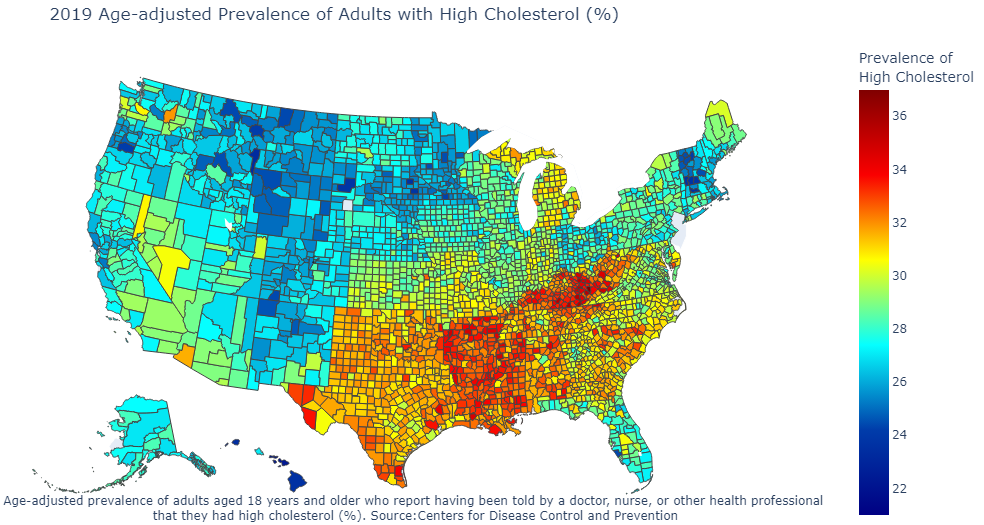 2019 Age-adjusted Prevalence of Adults with High Cholesterol (%)
Prevalence of
High Cholesterol
36
34
32
30
28
26
24
22
Age-adjusted prevalence of adults aged 18 years and older who report having been told by a doctor, nurse, or other health professional
that they had high cholesterol (%). Source:Centers for Disease Control and Prevention